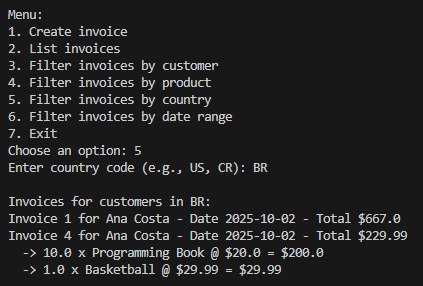 Menu:
1. Create invoice
2. List invoices
3. Filter invoices by customer
4. Filter invoices by product
5. Filter invoices by country
6. Filter invoices by date range
7. Exit
Choose an option: 5
Enter country code (e.g., US, CR): BR

Invoices for customers in BR:
Invoice 1 for Ana Costa - Date 2025-10-02 - Total $667.0
Invoice 4 for Ana Costa - Date 2025-10-02 - Total $229.99
  -> 10.0 x Programming Book @ $20.0 = $200.0
  -> 1.0 x Basketball @ $29.99 = $29.99